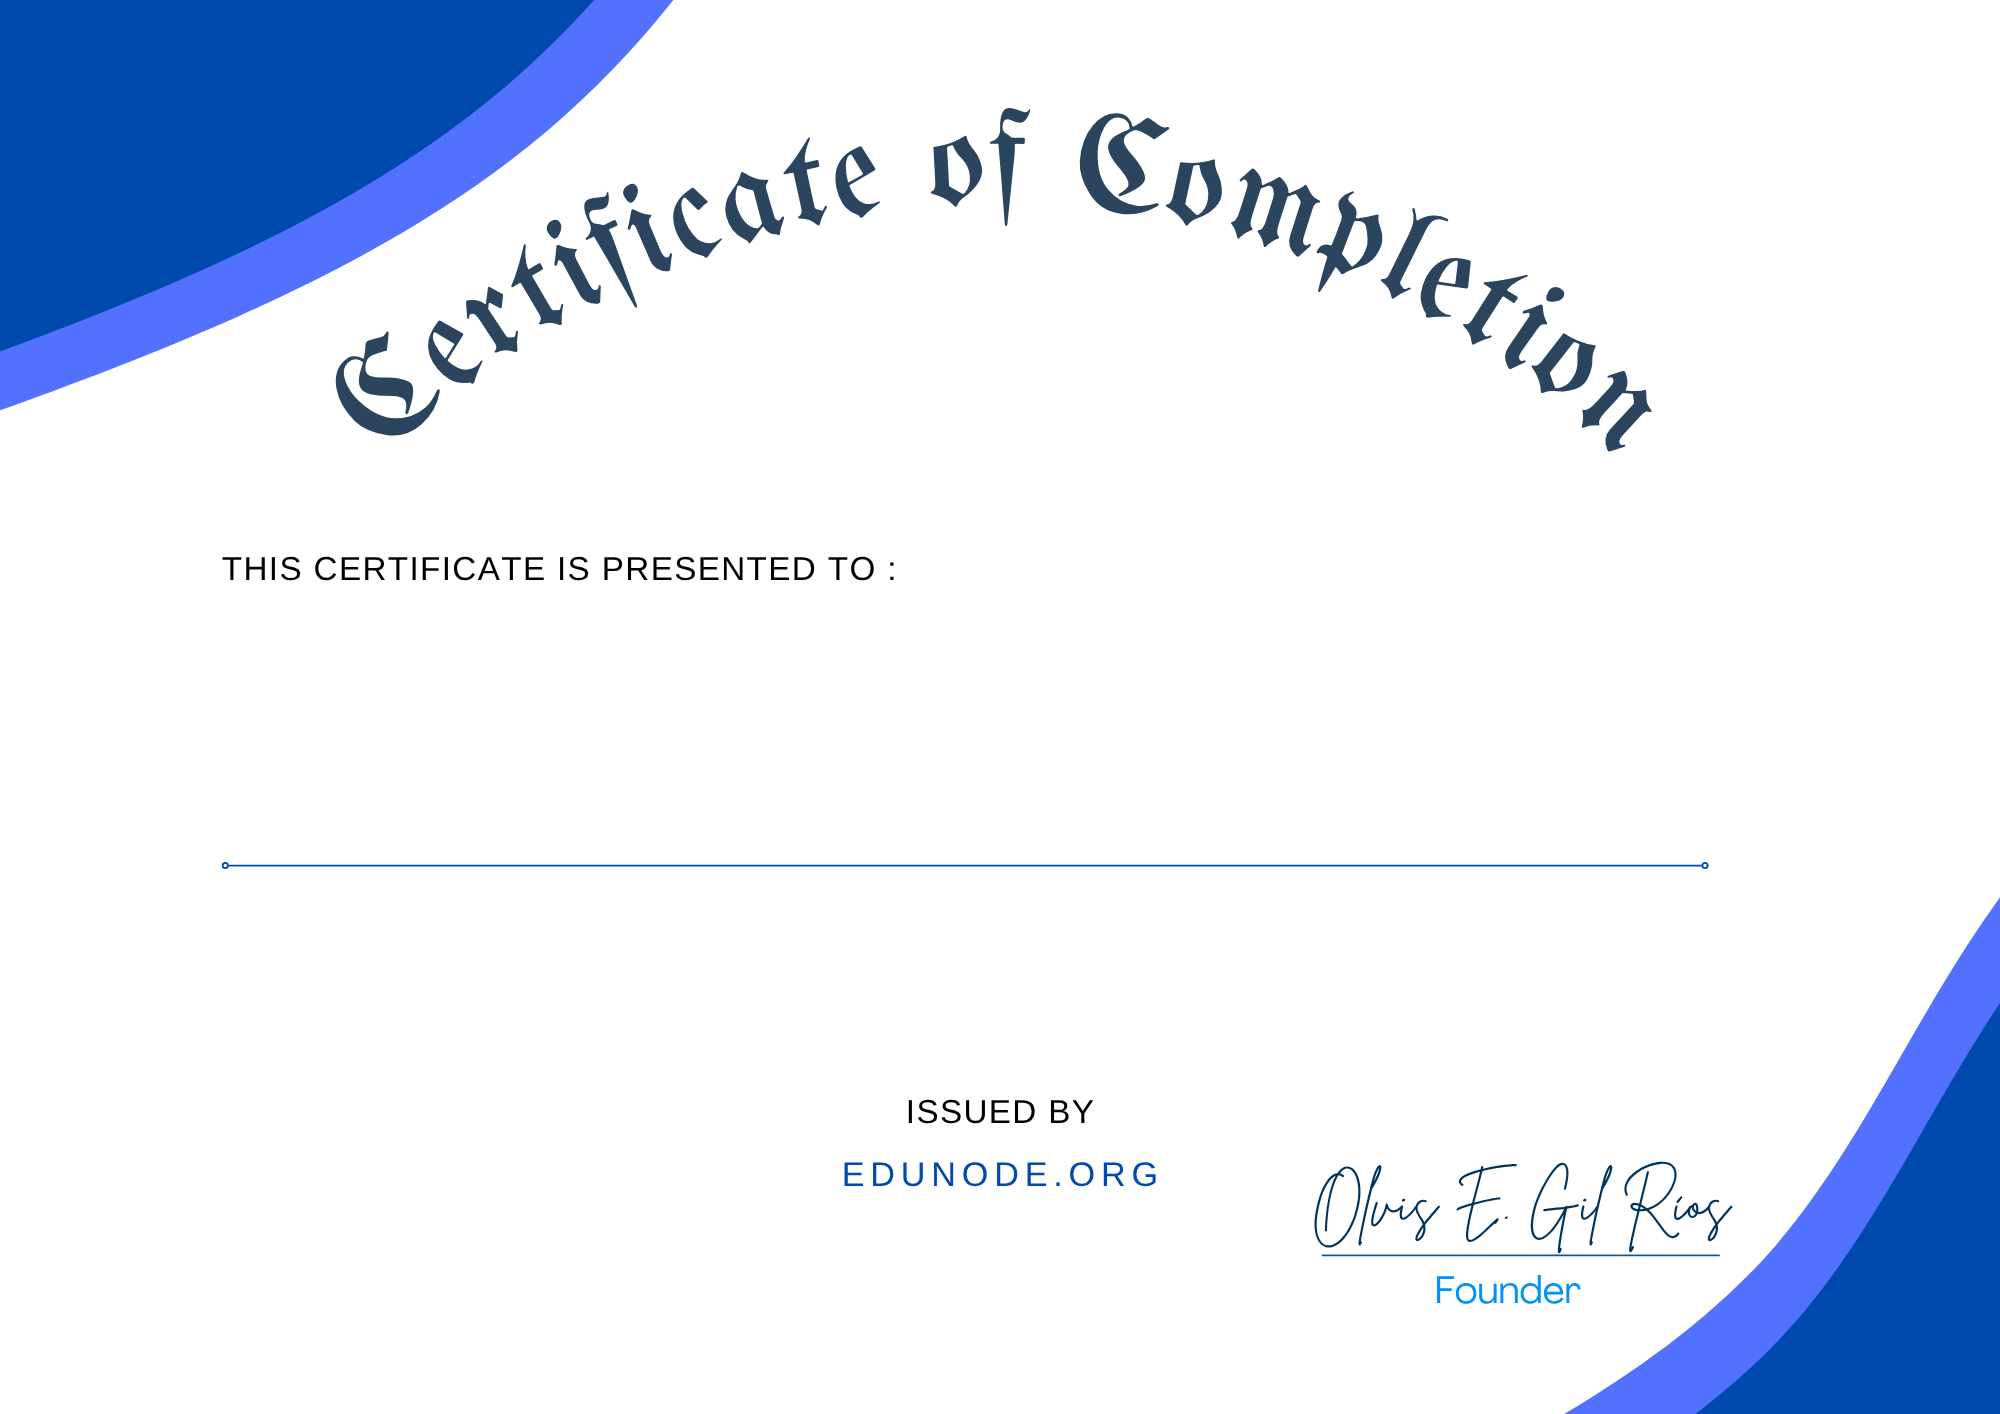 Certificate of Completion
THIS CERTIFICATE IS PRESENTED TO :
ISSUED BY
EDUNODE.ORG
Olvis E. Gil Ríos
Founder